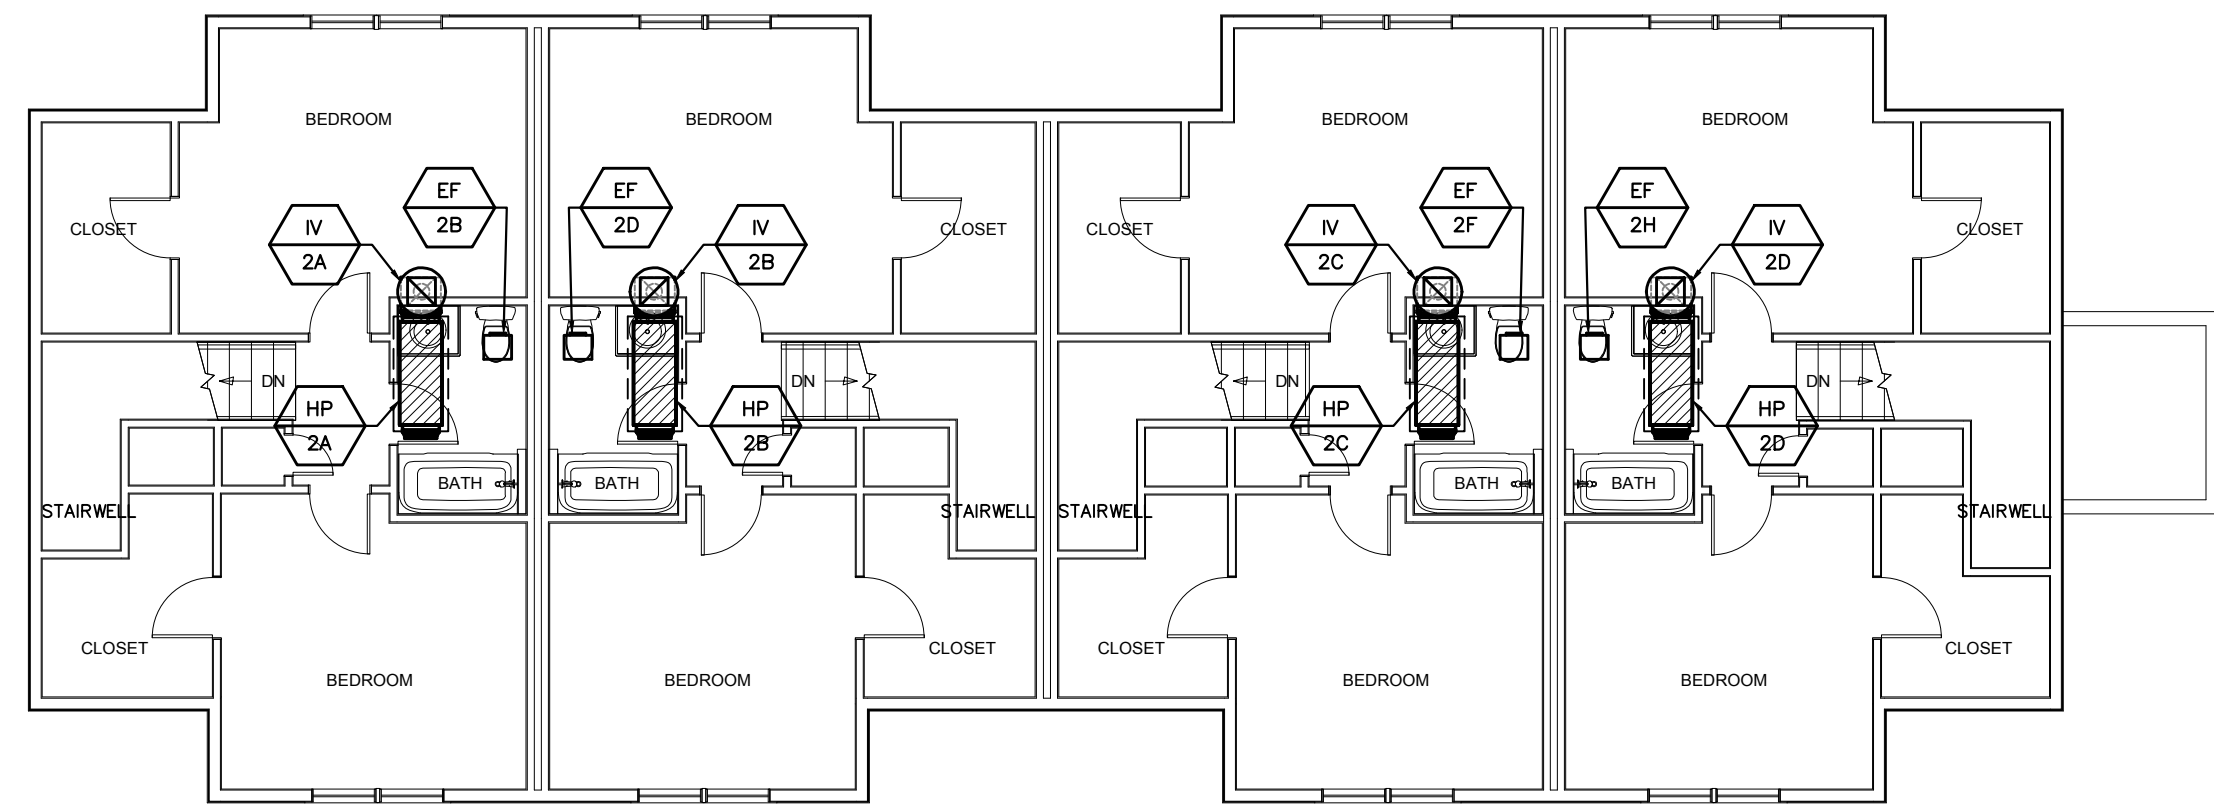 BEDROOM
BEDROOM
BEDROOM
BEDROOM
EF
2B
EF
2D
EF
2F
EF
2H
CLOSET
IV
2A
IV
2B
CLOSET
CLOSET
IV
2C
IV
2D
CLOSET
DN
DN
DN
DN
HP
2A
HP
2B
HP
2C
HP
2D
BATH
BATH
BATH
BATH
STAIRWELL
STAIRWELL
STAIRWELL
STAIRWELL
CLOSET
CLOSET
CLOSET
CLOSET
BEDROOM
BEDROOM
BEDROOM
BEDROOM